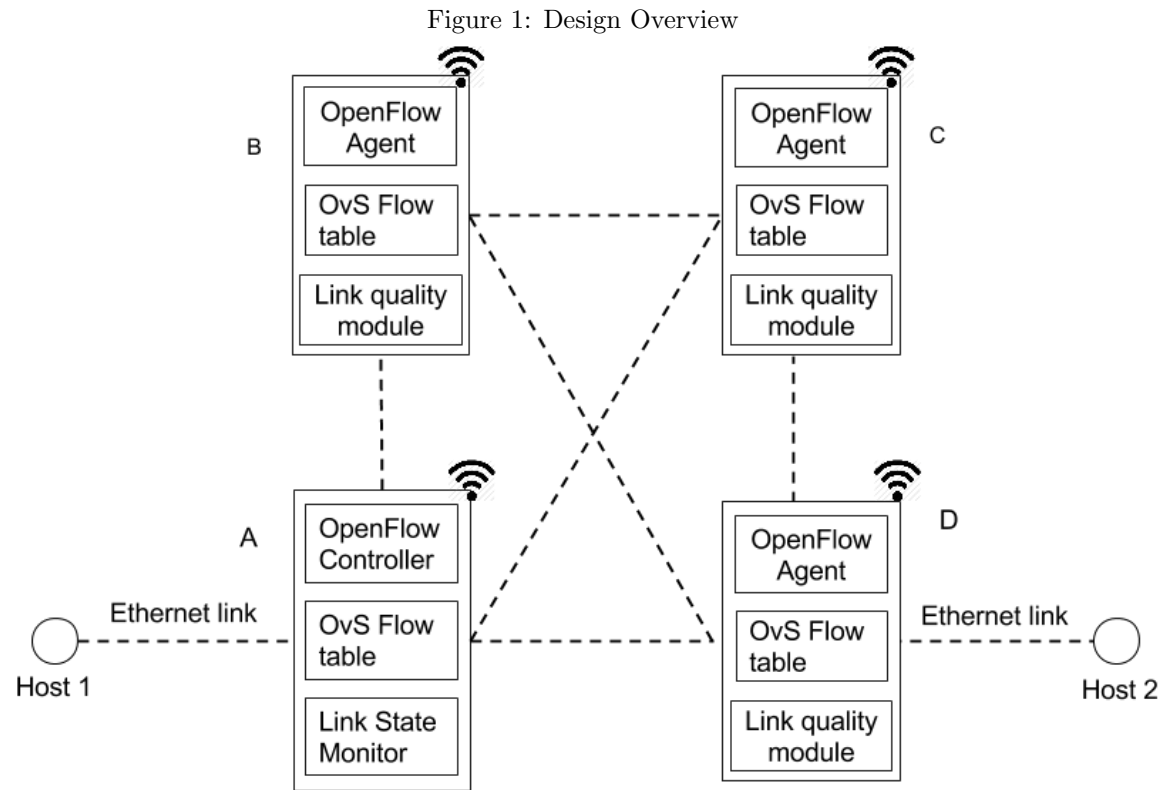 Figure 1: Design Overview
B
OpenFlow
Agent
OvS Flow
table
Link quality
module
C
OpenFlow
Agent
OvS Flow
table
Link quality
module
A
OpenFlow
Controller
OvS Flow
table
Link State
Monitor
D
OpenFlow
Agent
OvS Flow
table
Link quality
module
Ethernet link
Host 1
Ethernet link
Host 2